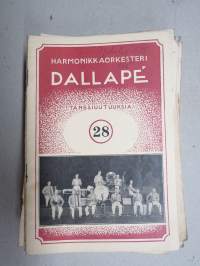 HARMONIKKAORKESTERI
DALLAPÉ
TANSSIUUTUUKSIA
28